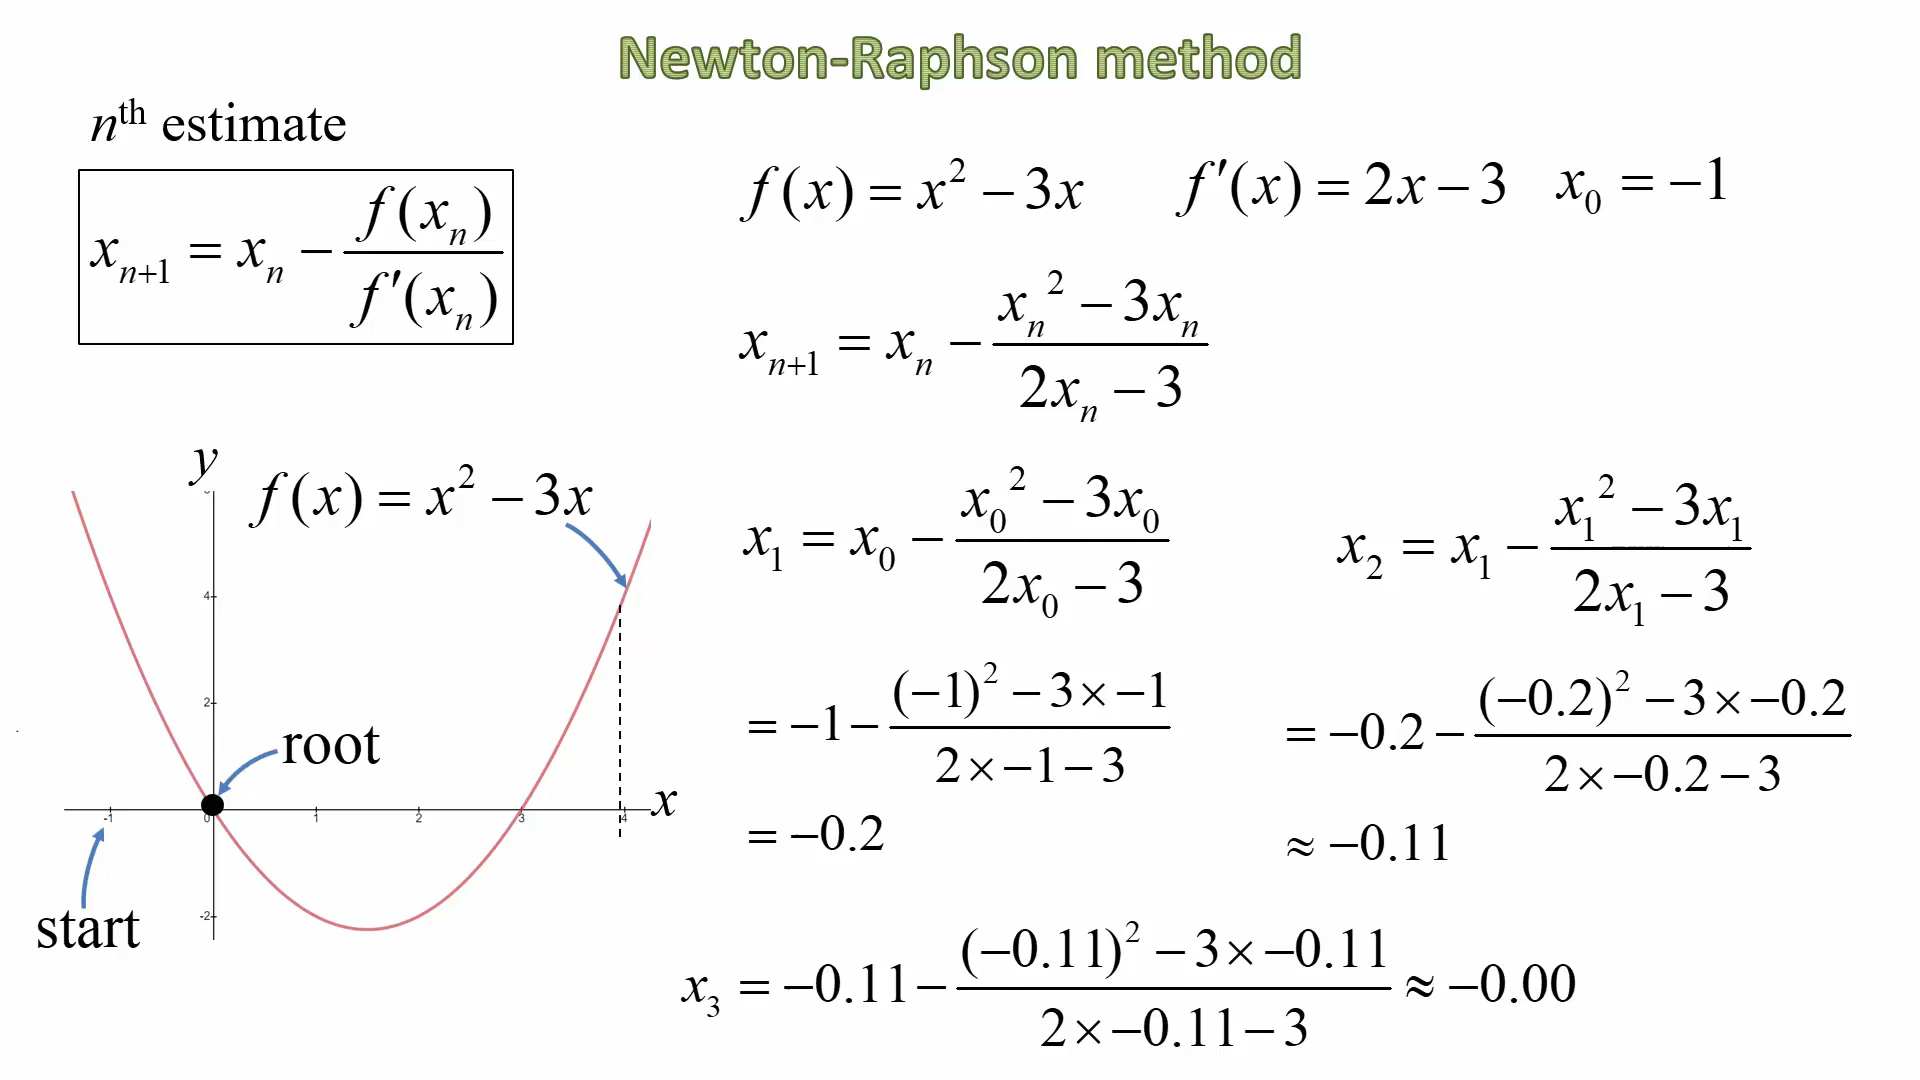 Newton-Raphson method
nth estimate
xₙ₊₁ = xₙ − f(xₙ) / f′(xₙ)
f(x) = x² − 3x
f′(x) = 2x − 3
x₀ = −1
xₙ₊₁ = xₙ − (xₙ² − 3xₙ) / (2xₙ − 3)
x₁ = x₀ − (x₀² − 3x₀) / (2x₀ − 3)
= −1 − ((−1)² − 3 × −1) / (2 × −1 − 3)
= −0.2
x₂ = x₁ − (x₁² − 3x₁) / (2x₁ − 3)
= −0.2 − ((−0.2)² − 3 × −0.2) / (2 × −0.2 − 3)
≈ −0.11
x₃ = −0.11 − ((−0.11)² − 3 × −0.11) / (2 × −0.11 − 3) ≈ −0.00
y
f(x) = x² − 3x
4
2
root
x
-1 0 1 2 3 4
-2
start